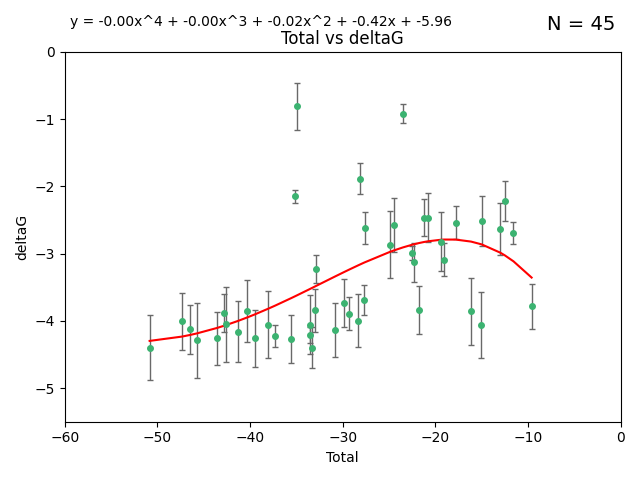 y = -0.00x^4 + -0.00x^3 + -0.02x^2 + -0.42x + -5.96
N = 45
Total vs deltaG
0
−1
−2
−3
−4
−5
deltaG
−60 −50 −40 −30 −20 −10 0
Total